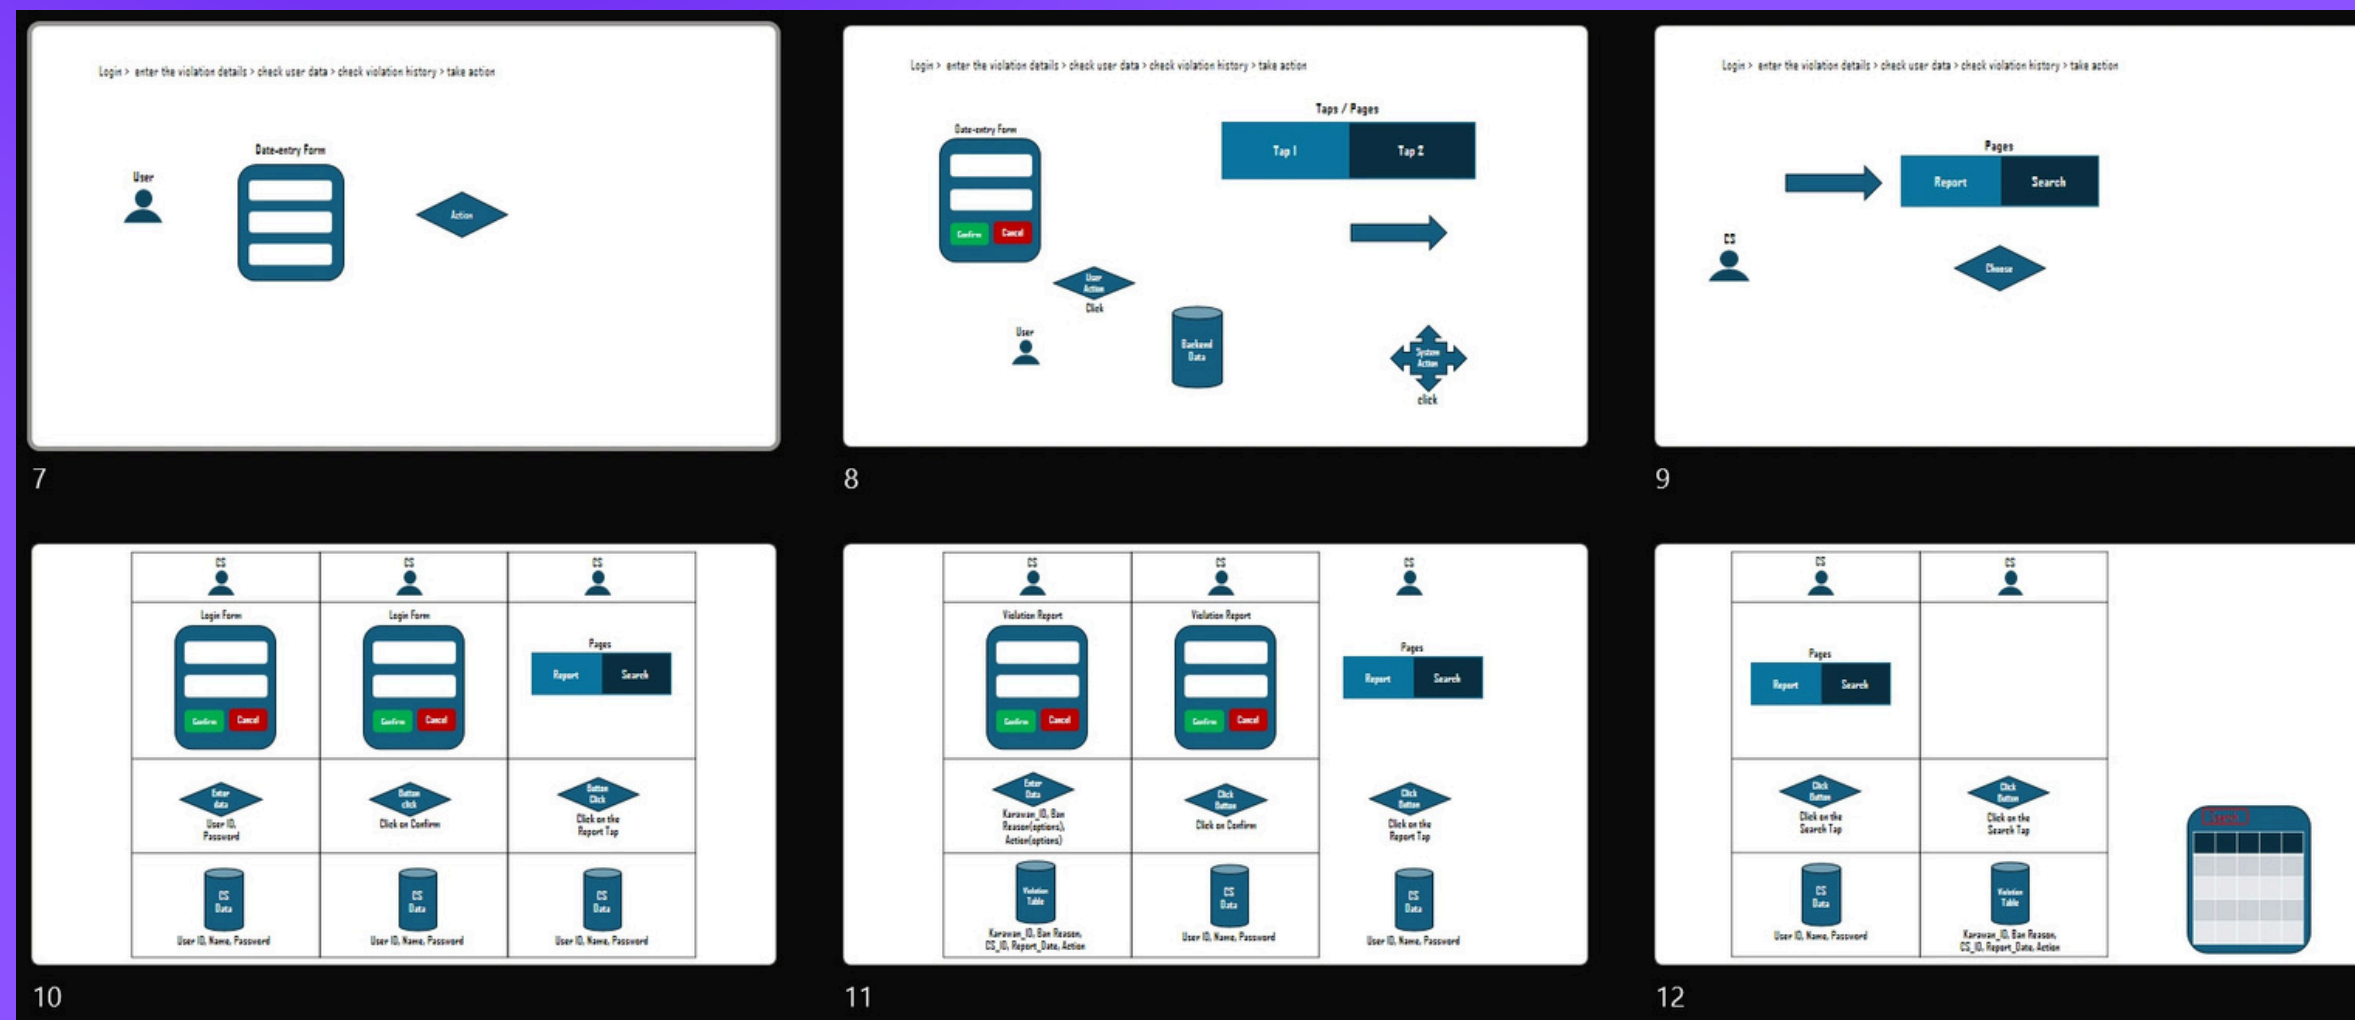 Login > enter the violation details > check user data > check violation history > take action
User
Date-entry Form
Action
7
Login > enter the violation details > check user data > check violation history > take action
Date-entry Form
Confirm
Cancel
Taps / Pages
Tap 1
Tap 2
User
Action
Click
User
Backend
Data
System
Action
click
8
Login > enter the violation details > check user data > check violation history > take action
Pages
Report
Search
CS
Choose
9
CS
CS
CS
Login Form
Login Form
Confirm
Cancel
Confirm
Cancel
Pages
Report
Search
Enter
data
User ID,
Password
Button
click
Click on Confirm
Button
Click
Click on the
Report Tap
CS
Data
User ID, Name, Password
CS
Data
User ID, Name, Password
CS
Data
User ID, Name, Password
10
CS
CS
CS
Violation Report
Violation Report
Confirm
Cancel
Confirm
Cancel
Pages
Report
Search
Enter
Data
Karawan_ID, Ban
Reason(options),
Action(options)
Click
Button
Click on Confirm
Click
Button
Click on the
Report Tap
Violation
Table
Karawan_ID, Ban Reason,
CS_ID, Report_Date, Action
CS
Data
User ID, Name, Password
CS
Data
User ID, Name, Password
11
CS
CS
Pages
Report
Search
Click
Button
Click on the
Search Tap
Click
Button
Click on the
Search Tap
CS
Data
User ID, Name, Password
Violation
Table
Karawan_ID, Ban Reason,
CS_ID, Report_Date, Action
12